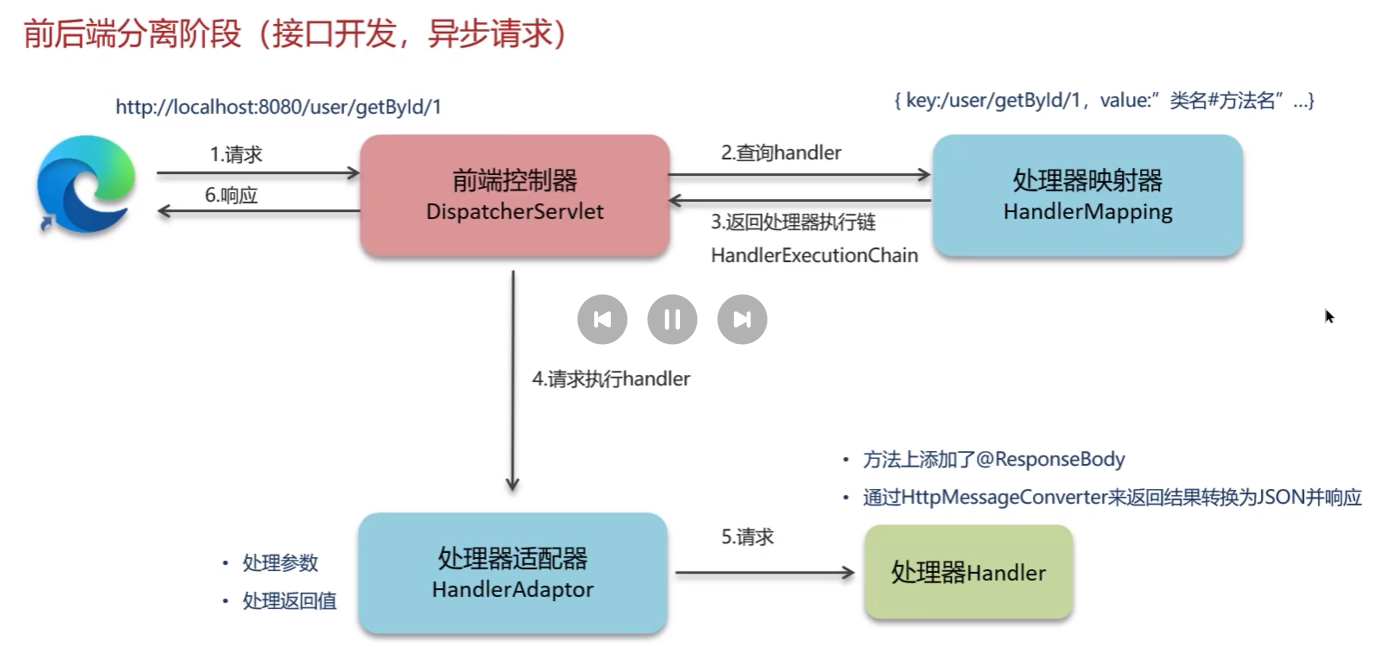 前后端分离阶段（接口开发，异步请求）
http://localhost:8080/user/getById/1
{ key:/user/getById/1，value:”类名#方法名” ...}
1.请求
6.响应
前端控制器
DispatcherServlet
2.查询handler
3.返回处理器执行链
HandlerExecutionChain
处理器映射器
HandlerMapping
4.请求执行handler
• 方法上添加了@ResponseBody
• 通过HttpMessageConverter来返回结果转换为JSON并响应
• 处理参数
• 处理返回值
处理器适配器
HandlerAdaptor
5.请求
处理器Handler